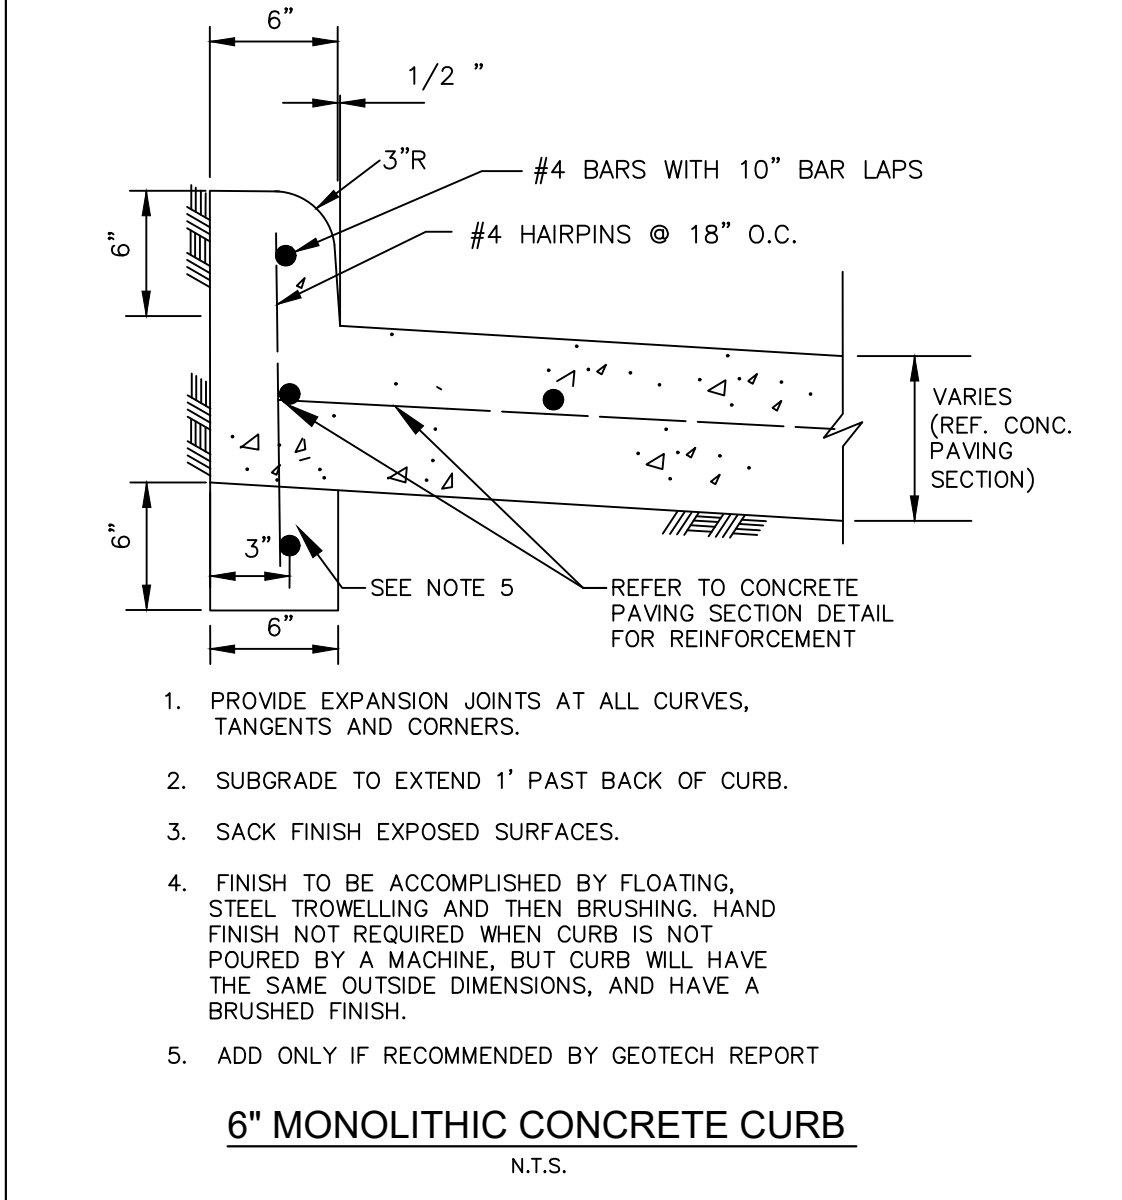 6"
1/2 "
3"R
#4 BARS WITH 10" BAR LAPS
#4 HAIRPINS @ 18" O.C.
6"
VARIES
(REF. CONC.
PAVING
SECTION)
6"
3"
SEE NOTE 5
REFER TO CONCRETE
PAVING SECTION DETAIL
FOR REINFORCEMENT
6"
1. PROVIDE EXPANSION JOINTS AT ALL CURVES,
TANGENTS AND CORNERS.
2. SUBGRADE TO EXTEND 1' PAST BACK OF CURB.
3. SACK FINISH EXPOSED SURFACES.
4. FINISH TO BE ACCOMPLISHED BY FLOATING,
STEEL TROWELLING AND THEN BRUSHING. HAND
FINISH NOT REQUIRED WHEN CURB IS NOT
POURED BY A MACHINE, BUT CURB WILL HAVE
THE SAME OUTSIDE DIMENSIONS, AND HAVE A
BRUSHED FINISH.
5. ADD ONLY IF RECOMMENDED BY GEOTECH REPORT
6" MONOLITHIC CONCRETE CURB
N.T.S.